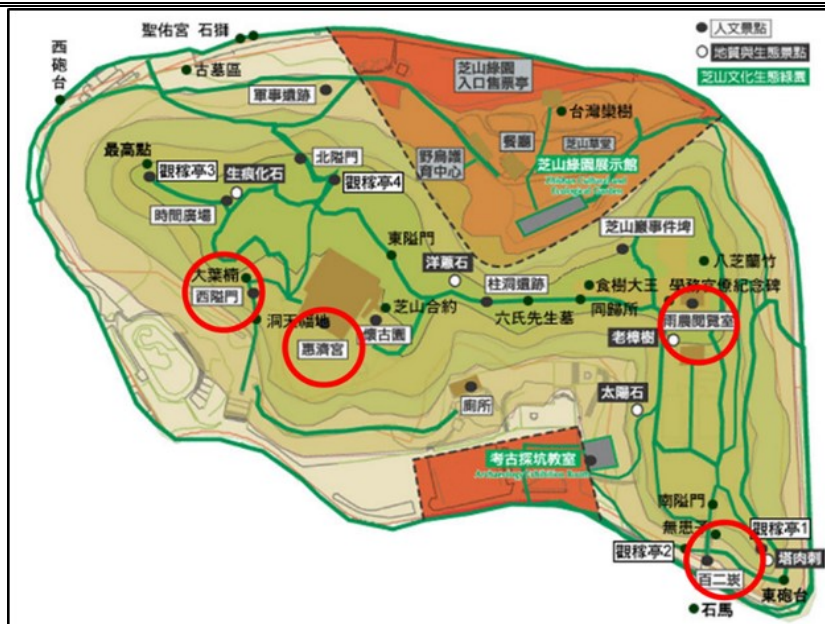 聖佑宮 石獅
人文景點
地質與生態景點
芝山文化生態綠園
西砲台
古墓區
軍事遺跡
芝山綠園
入口售票亭
台灣欒樹
餐廳
芝山草堂
野鳥護
育中心
芝山綠園展示館
最高點
觀稼亭3
生痕化石
北隘門
觀稼亭4
時間廣場
芝山巖事件埤
東隘門
八芝蘭竹
洋蔥石
大葉楠
西隘門
柱洞遺跡
食樹大王
學務官僚紀念碑
芝山合約
六氏先生墓
同歸所
雨農閱覽室
洞天福地
懷古園
老樟樹
惠濟宮
廁所
太陽石
考古探坑教室
Archaeology Exhibition Room
南隘門
無患子
觀稼亭1
觀稼亭2
塔肉刺
百二崁
東砲台
石馬